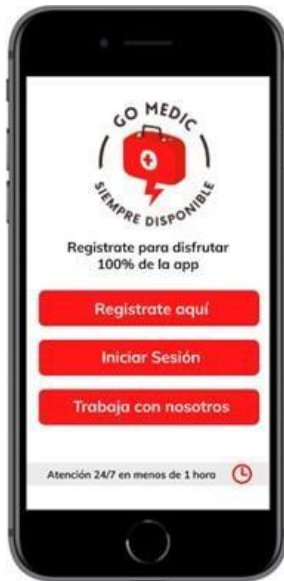 GO MEDIC
SIEMPRE DISPONIBLE
Registrate para disfrutar
100% de la app
Registrate aquí
Iniciar Sesión
Trabaja con nosotros
Atención 24/7 en menos de 1 hora